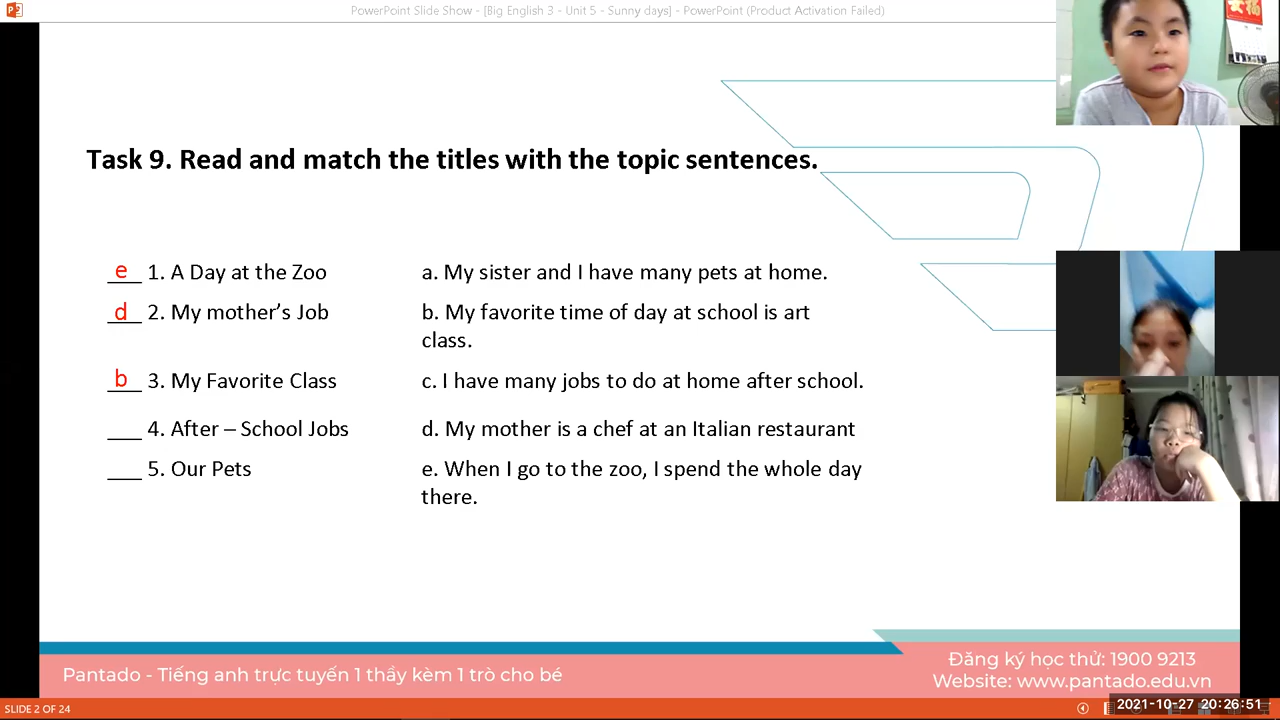 PowerPoint Slide Show - [Big English 3 - Unit 5 - Sunny days] - PowerPoint (Product Activation Failed)
Task 9. Read and match the titles with the topic sentences.
e 1. A Day at the Zoo
a. My sister and I have many pets at home.
d 2. My mother’s Job
b. My favorite time of day at school is art
class.
b 3. My Favorite Class
c. I have many jobs to do at home after school.
___ 4. After – School Jobs
d. My mother is a chef at an Italian restaurant
___ 5. Our Pets
e. When I go to the zoo, I spend the whole day
there.
Pantado - Tiếng anh trực tuyến 1 thầy kèm 1 trò cho bé
Đăng ký học thử: 1900 9213
Website: www.pantado.edu.vn
SLIDE 2 OF 24
2021-10-27 20:26:51